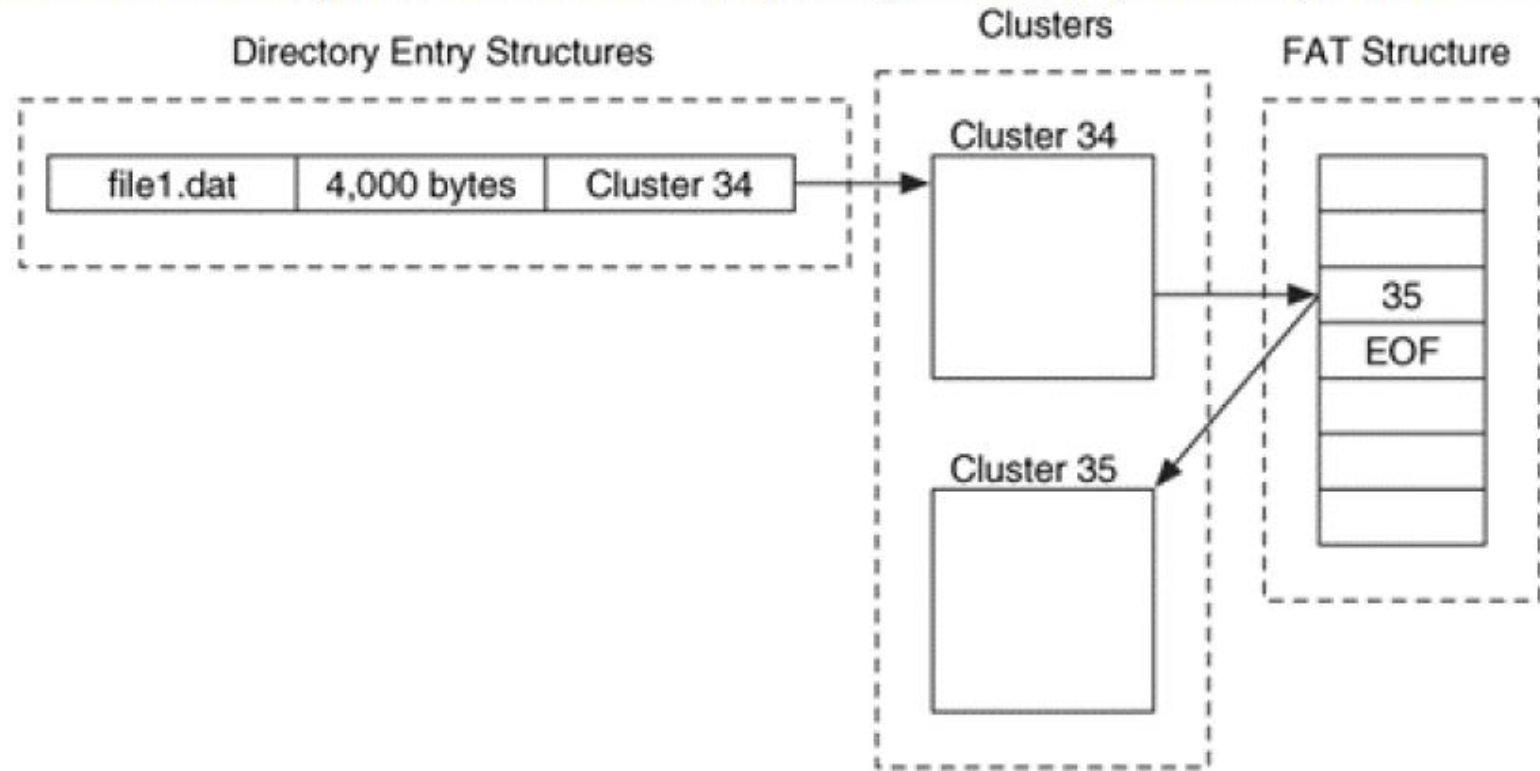 Directory Entry Structures
Clusters
FAT Structure
file1.dat
4,000 bytes
Cluster 34
Cluster 34
35
EOF
Cluster 35